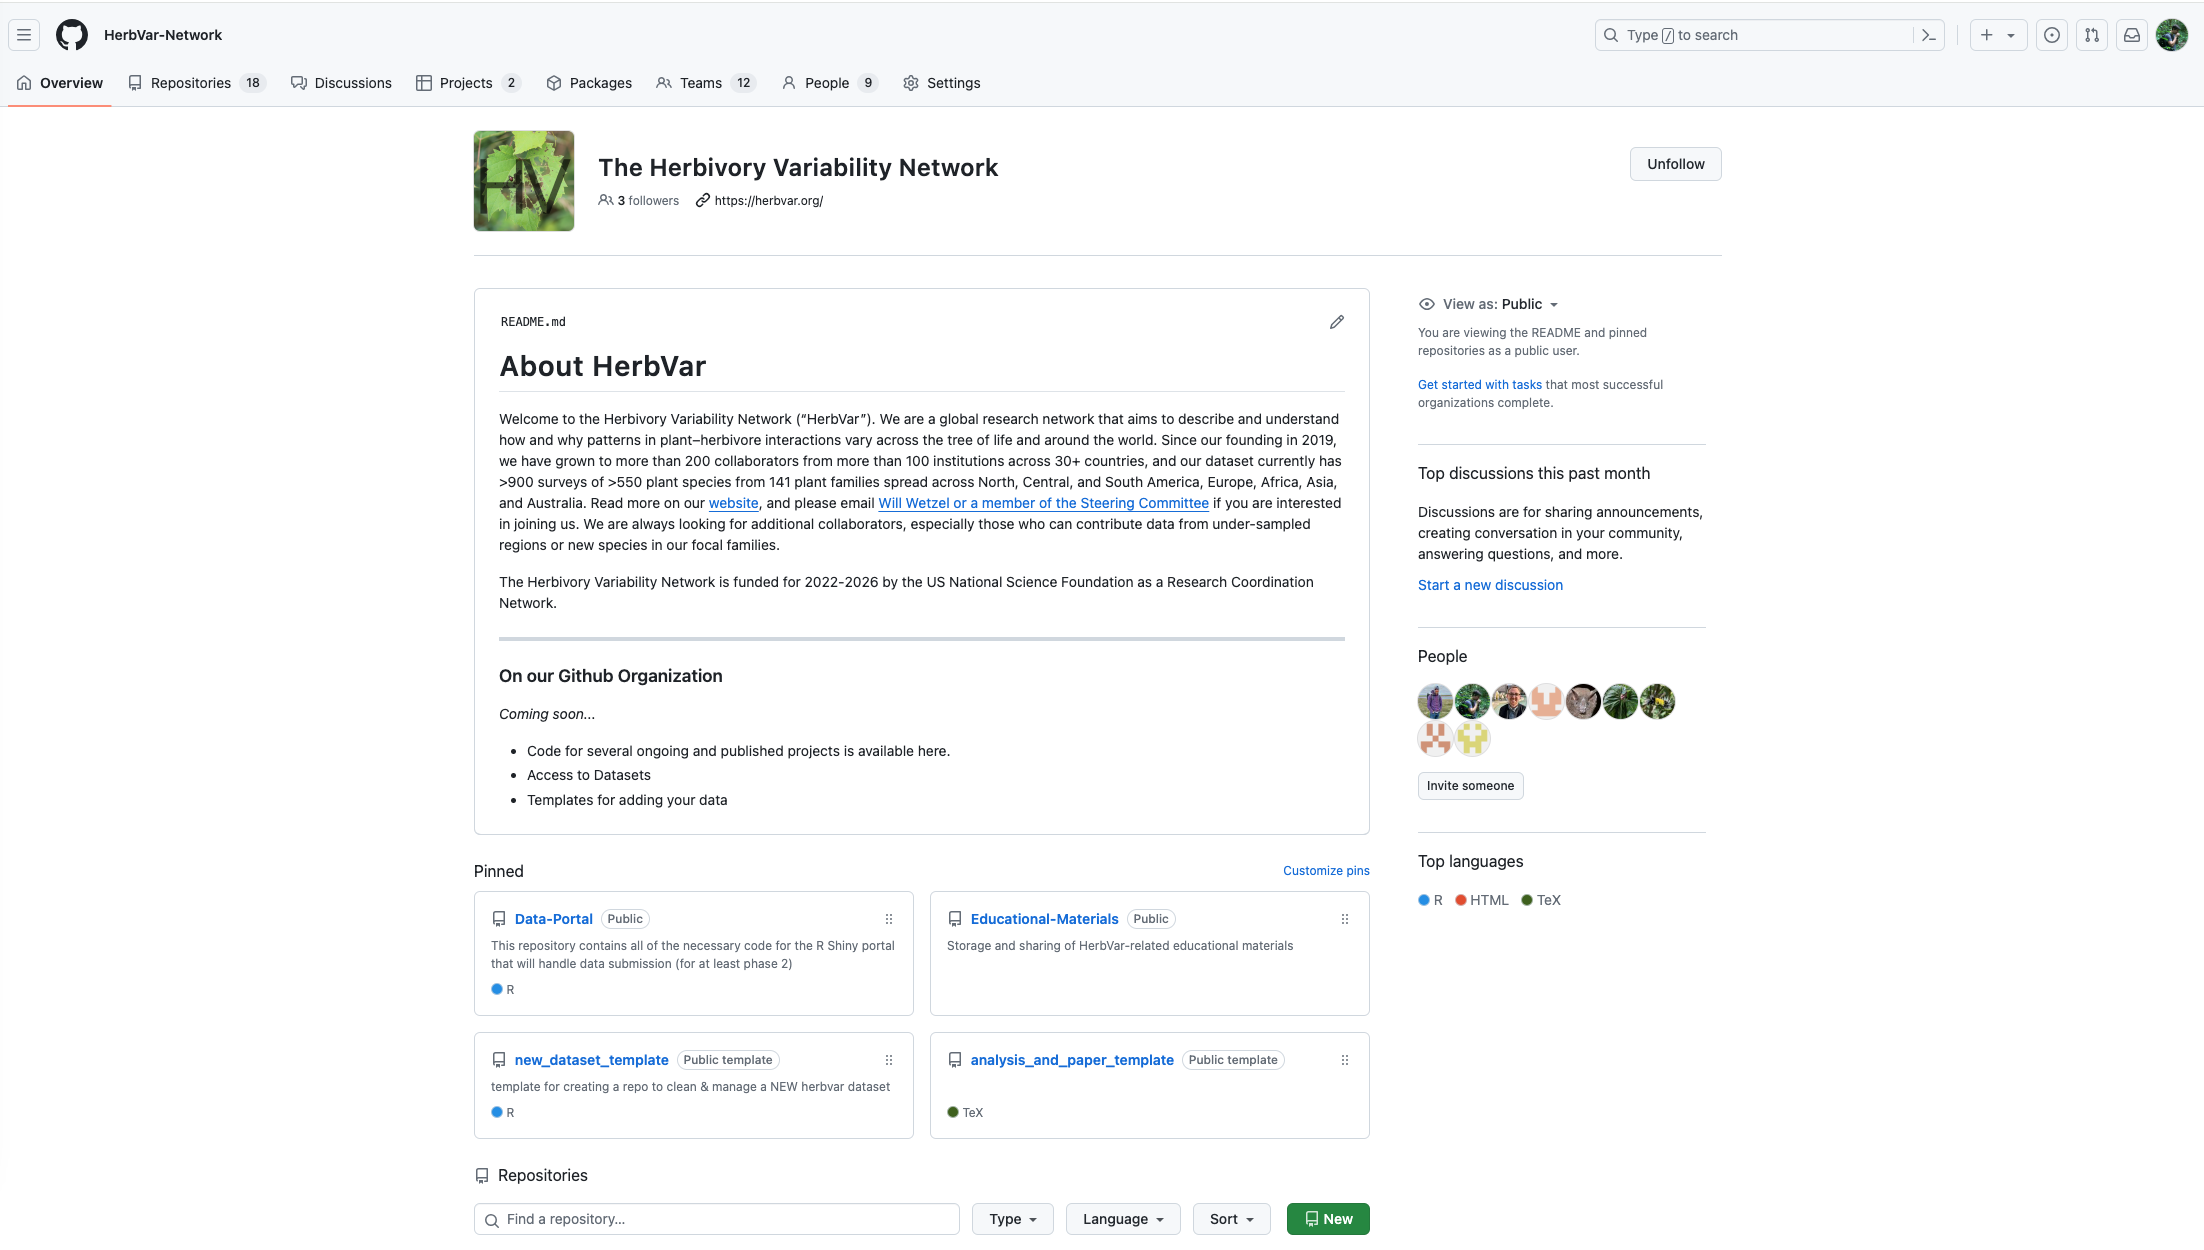 HerbVar-Network
Type / to search
Overview
Repositories 18
Discussions
Projects 2
Packages
Teams 12
People 9
Settings
HV
The Herbivory Variability Network
3 followers
https://herbvar.org/
Unfollow
README.md
About HerbVar
Welcome to the Herbivory Variability Network (“HerbVar”). We are a global research network that aims to describe and understand
how and why patterns in plant–herbivore interactions vary across the tree of life and around the world. Since our founding in 2019,
we have grown to more than 200 collaborators from more than 100 institutions across 30+ countries, and our dataset currently has
>900 surveys of >550 plant species from 141 plant families spread across North, Central, and South America, Europe, Africa, Asia,
and Australia. Read more on our website, and please email Will Wetzel or a member of the Steering Committee if you are interested
in joining us. We are always looking for additional collaborators, especially those who can contribute data from under-sampled
regions or new species in our focal families.
The Herbivory Variability Network is funded for 2022-2026 by the US National Science Foundation as a Research Coordination
Network.
On our Github Organization
Coming soon...
• Code for several ongoing and published projects is available here.
• Access to Datasets
• Templates for adding your data
View as: Public
You are viewing the README and pinned
repositories as a public user.
Get started with tasks that most successful
organizations complete.
Top discussions this past month
Discussions are for sharing announcements,
creating conversation in your community,
answering questions, and more.
Start a new discussion
People
Invite someone
Top languages
R HTML TeX
Pinned
Customize pins
Data-Portal Public
This repository contains all of the necessary code for the R Shiny portal
that will handle data submission (for at least phase 2)
R
Educational-Materials Public
Storage and sharing of HerbVar-related educational materials
new_dataset_template Public template
template for creating a repo to clean & manage a NEW herbvar dataset
R
analysis_and_paper_template Public template
TeX
Repositories
Find a repository…
Type
Language
Sort
New